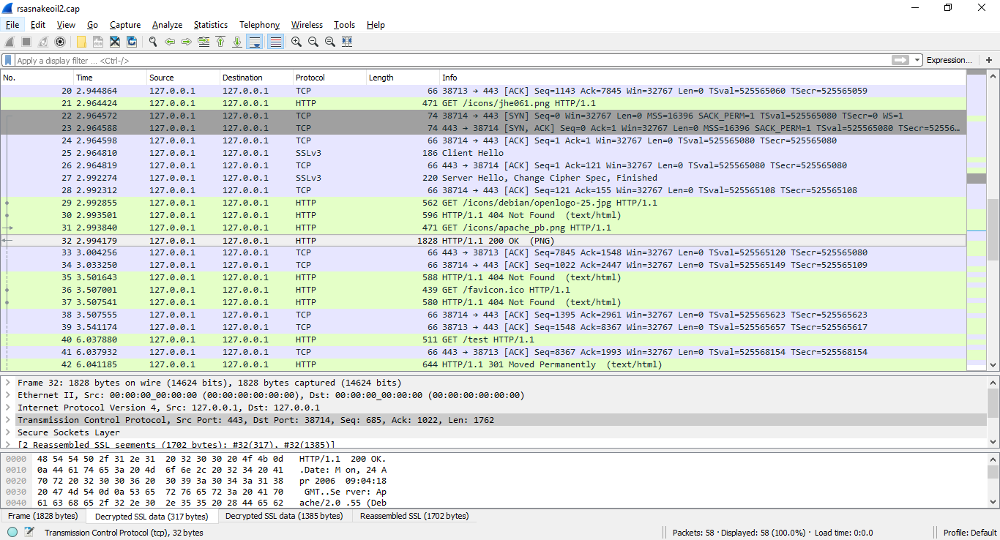 rsasnakeoil2.cap
File Edit View Go Capture Analyze Statistics Telephony Wireless Tools Help
Apply a display filter ... <Ctrl-/> Expression... +
No. Time Source Destination Protocol Length Info
20 2.944864 127.0.0.1 127.0.0.1 TCP 66 38713 → 443 [ACK] Seq=1143 Ack=7845 Win=32767 Len=0 TSval=525565060 TSecr=525565059
21 2.964424 127.0.0.1 127.0.0.1 HTTP 471 GET /icons/jhe061.png HTTP/1.1
22 2.964572 127.0.0.1 127.0.0.1 TCP 74 38714 → 443 [SYN] Seq=0 Win=32767 Len=0 MSS=16396 SACK_PERM=1 TSval=525565080 TSecr=0 WS=1
23 2.964588 127.0.0.1 127.0.0.1 TCP 74 443 → 38714 [SYN, ACK] Seq=0 Ack=1 Win=32767 Len=0 MSS=16396 SACK_PERM=1 TSval=525565080 TSecr=52556...
24 2.964598 127.0.0.1 127.0.0.1 TCP 66 38714 → 443 [ACK] Seq=1 Ack=1 Win=32767 Len=0 TSval=525565080 TSecr=525565080
25 2.964810 127.0.0.1 127.0.0.1 SSLv3 186 Client Hello
26 2.964819 127.0.0.1 127.0.0.1 TCP 66 443 → 38714 [ACK] Seq=1 Ack=121 Win=32767 Len=0 TSval=525565080 TSecr=525565080
27 2.992274 127.0.0.1 127.0.0.1 SSLv3 220 Server Hello, Change Cipher Spec, Finished
28 2.992312 127.0.0.1 127.0.0.1 TCP 66 38714 → 443 [ACK] Seq=121 Ack=155 Win=32767 Len=0 TSval=525565108 TSecr=525565108
29 2.992855 127.0.0.1 127.0.0.1 HTTP 562 GET /icons/debian/openlogo-25.jpg HTTP/1.1
30 2.993501 127.0.0.1 127.0.0.1 HTTP 596 HTTP/1.1 404 Not Found (text/html)
31 2.993840 127.0.0.1 127.0.0.1 HTTP 471 GET /icons/apache_pb.png HTTP/1.1
32 2.994179 127.0.0.1 127.0.0.1 HTTP 1828 HTTP/1.1 200 OK (PNG)
33 3.004256 127.0.0.1 127.0.0.1 TCP 66 443 → 38713 [ACK] Seq=7845 Ack=1548 Win=32767 Len=0 TSval=525565120 TSecr=525565080
34 3.033250 127.0.0.1 127.0.0.1 TCP 66 38714 → 443 [ACK] Seq=1022 Ack=2447 Win=32767 Len=0 TSval=525565149 TSecr=525565109
35 3.501643 127.0.0.1 127.0.0.1 HTTP 588 HTTP/1.1 404 Not Found (text/html)
36 3.507001 127.0.0.1 127.0.0.1 HTTP 439 GET /favicon.ico HTTP/1.1
37 3.507541 127.0.0.1 127.0.0.1 HTTP 580 HTTP/1.1 404 Not Found (text/html)
38 3.507555 127.0.0.1 127.0.0.1 TCP 66 38714 → 443 [ACK] Seq=1395 Ack=2961 Win=32767 Len=0 TSval=525565623 TSecr=525565623
39 3.541174 127.0.0.1 127.0.0.1 TCP 66 38713 → 443 [ACK] Seq=1548 Ack=8367 Win=32767 Len=0 TSval=525565657 TSecr=525565617
40 6.037880 127.0.0.1 127.0.0.1 HTTP 511 GET /test HTTP/1.1
41 6.037932 127.0.0.1 127.0.0.1 TCP 66 443 → 38713 [ACK] Seq=8367 Ack=1993 Win=32767 Len=0 TSval=525568154 TSecr=525568154
42 6.041185 127.0.0.1 127.0.0.1 HTTP 644 HTTP/1.1 301 Moved Permanently (text/html)
Frame 32: 1828 bytes on wire (14624 bits), 1828 bytes captured (14624 bits)
Ethernet II, Src: 00:00:00_00:00:00 (00:00:00:00:00:00), Dst: 00:00:00_00:00:00 (00:00:00:00:00:00)
Internet Protocol Version 4, Src: 127.0.0.1, Dst: 127.0.0.1
Transmission Control Protocol, Src Port: 443, Dst Port: 38714, Seq: 685, Ack: 1022, Len: 1762
Secure Sockets Layer
[2 Reassembled SSL segments (1702 bytes): #32(317), #32(1385)]
0000 48 54 54 50 2f 31 2e 31 20 32 30 30 20 4f 4b 0d HTTP/1.1 200 OK.
0010 0a 44 61 74 65 3a 20 4d 6f 6e 2c 20 32 34 20 41 .Date: M on, 24 A
0020 70 72 20 32 30 30 36 20 30 39 3a 30 34 3a 31 38 pr 2006 09:04:18
0030 20 47 4d 54 0d 0a 53 65 72 76 65 72 3a 20 41 70 GMT..Se rver: Ap
0040 61 63 68 65 2f 32 2e 30 2e 35 35 20 28 44 65 62 ache/2.0 .55 (Deb
Frame (1828 bytes) Decrypted SSL data (317 bytes) Decrypted SSL data (1385 bytes) Reassembled SSL (1702 bytes)
Transmission Control Protocol (tcp), 32 bytes Packets: 58 · Displayed: 58 (100.0%) · Load time: 0:0.0 Profile: Default